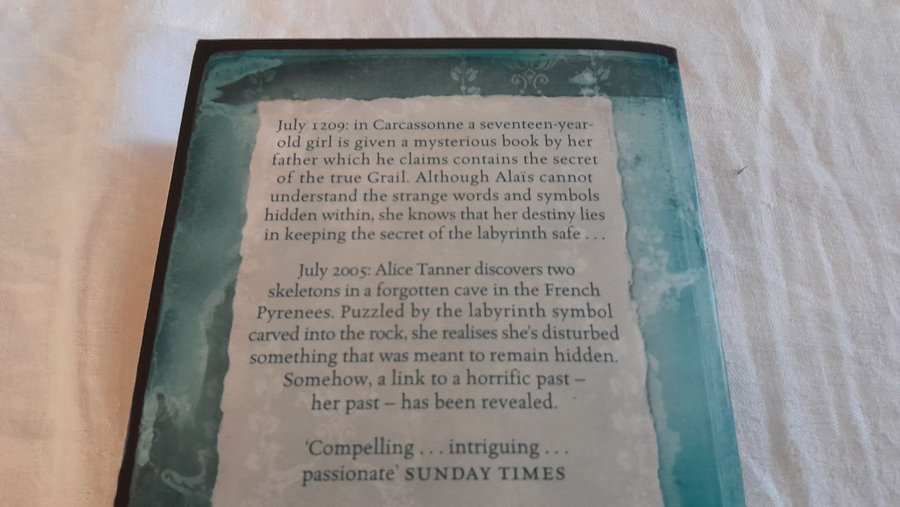 July 1209: in Carcassonne a seventeen-year-
old girl is given a mysterious book by her
father which he claims contains the secret
of the true Grail. Although Alaïs cannot
understand the strange words and symbols
hidden within, she knows that her destiny lies
in keeping the secret of the labyrinth safe . . .
July 2005: Alice Tanner discovers two
skeletons in a forgotten cave in the French
Pyrenees. Puzzled by the labyrinth symbol
carved into the rock, she realises she's disturbed
something that was meant to remain hidden.
Somehow, a link to a horrific past –
her past – has been revealed.
'Compelling . . . intriguing . . .
passionate' SUNDAY TIMES